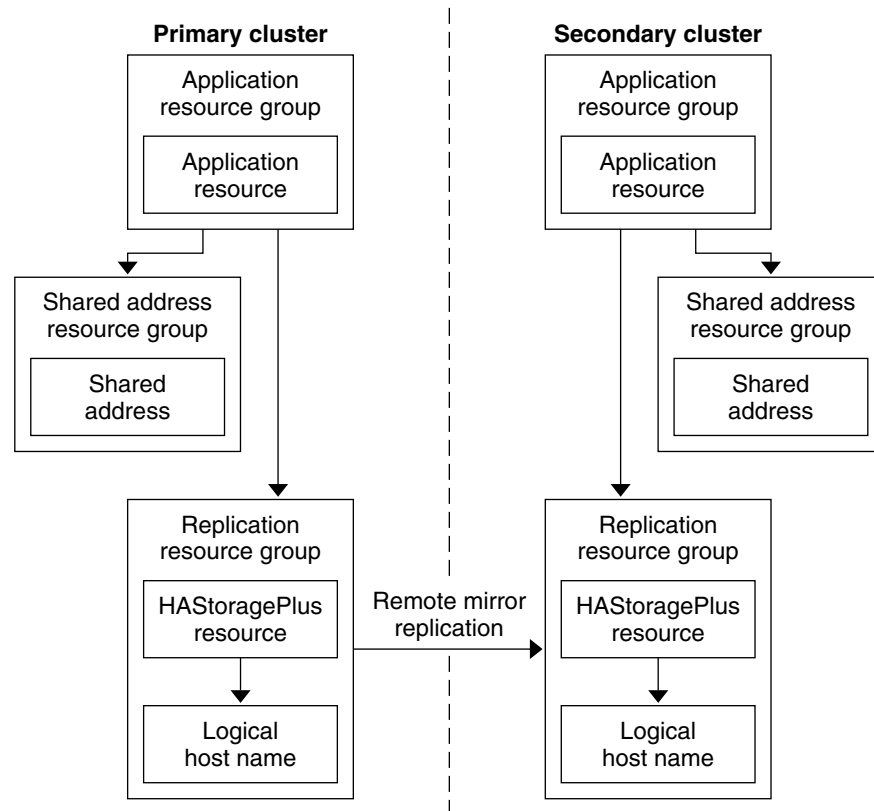 Primary cluster
Application
resource group
Application
resource
Shared address
resource group
Shared
address
Replication
resource group
HAStoragePlus
resource
Logical
host name
Remote mirror
replication
Secondary cluster
Application
resource group
Application
resource
Shared address
resource group
Shared
address
Replication
resource group
HAStoragePlus
resource
Logical
host name